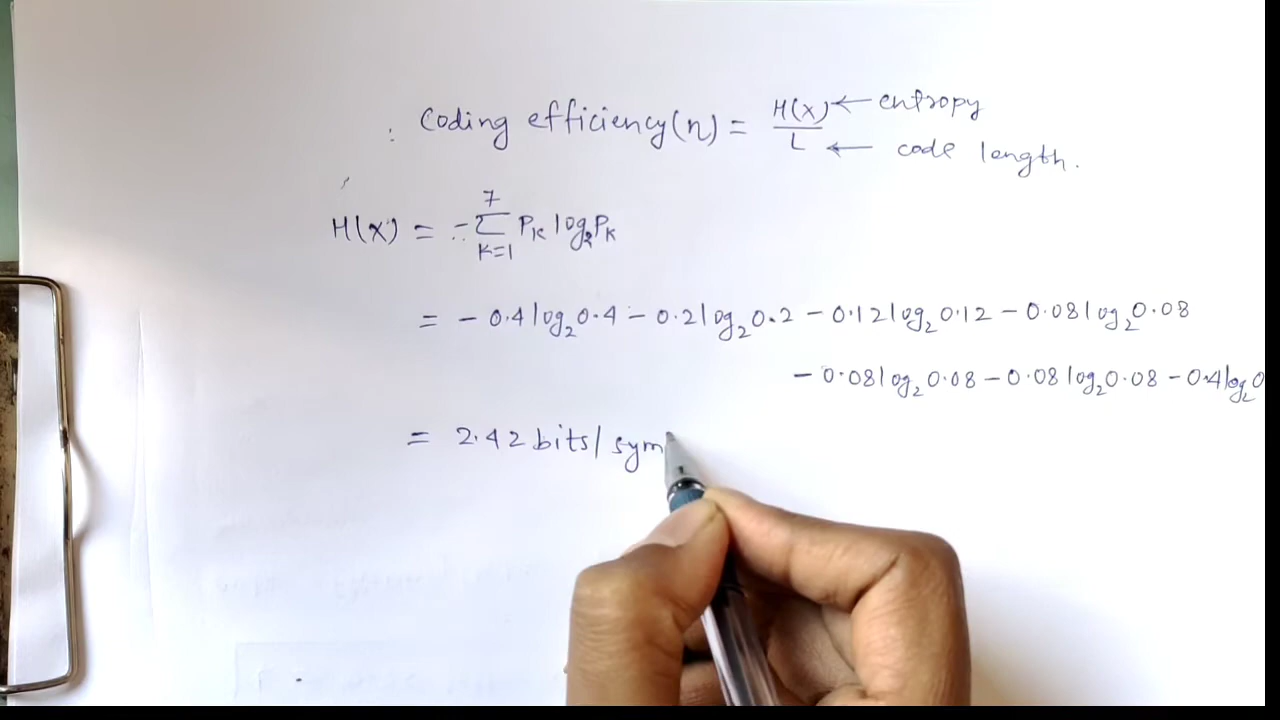 Coding efficiency(η) = H(X)/L ← entropy ← code length.
H(X) = - Σ_{k=1}^{7} P_k log_2 P_k
= - 0.4 log_2 0.4 - 0.2 log_2 0.2 - 0.12 log_2 0.12 - 0.08 log_2 0.08
- 0.08 log_2 0.08 - 0.08 log_2 0.08 - 0.4 log_2 0
= 2.42 bits/sym